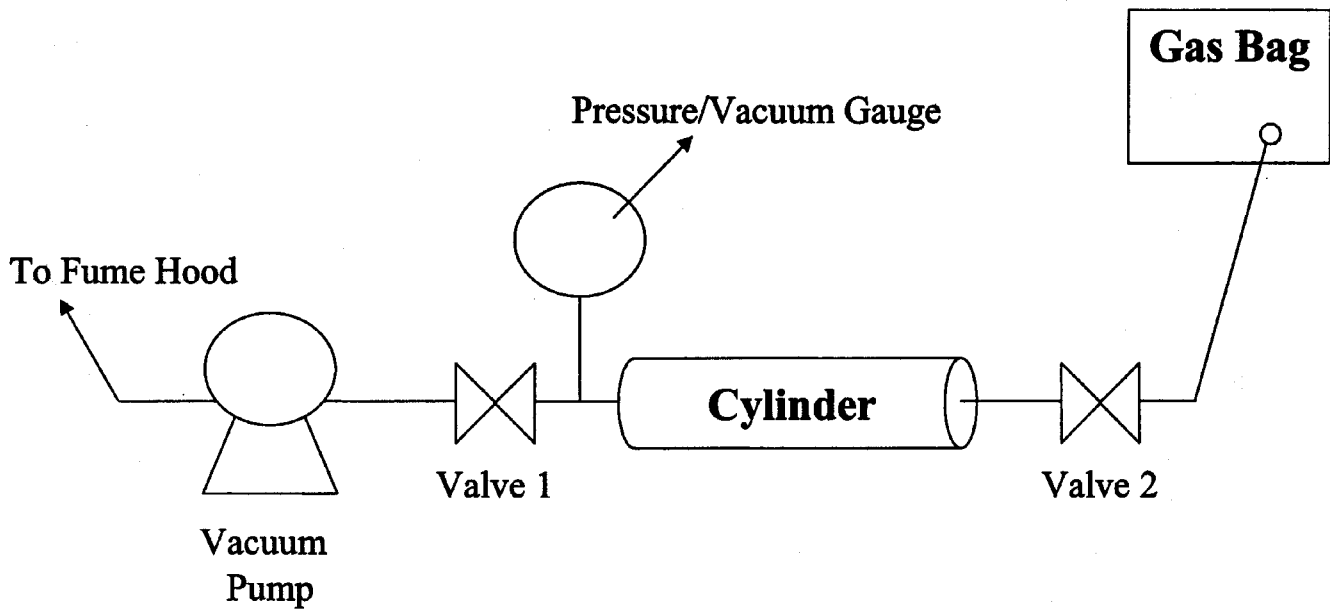 Gas Bag
Pressure/Vacuum Gauge
To Fume Hood
Cylinder
Valve 1
Valve 2
Vacuum
Pump